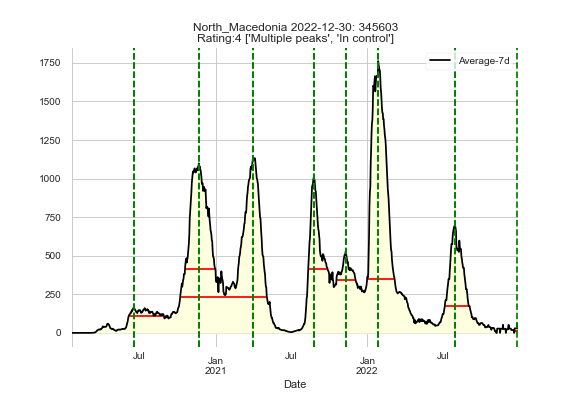 North_Macedonia 2022-12-30: 345603
Rating:4 ['Multiple peaks', 'In control']
Average-7d
1750
1500
1250
1000
750
500
250
0
Jul
Jan
2021
Jul
Jan
2022
Jul
Date